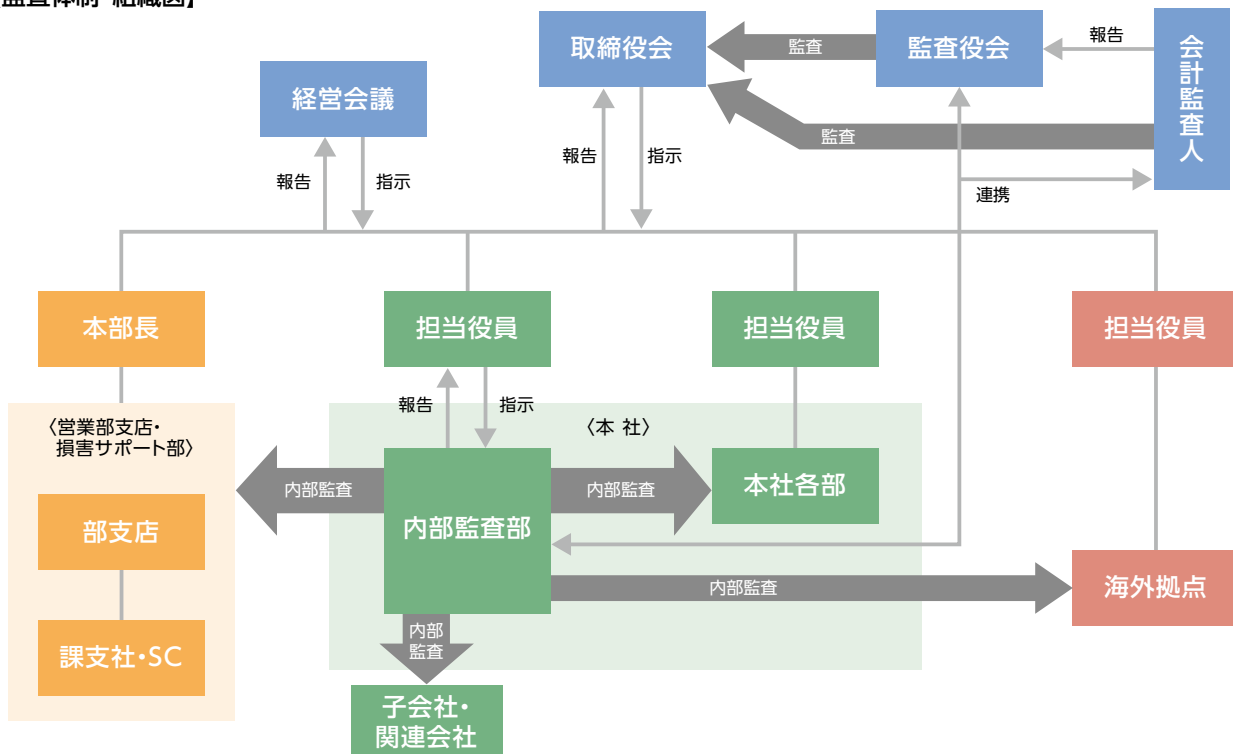 監査体制・組織図】
取締役会
監査
監査役会
報告
会計監査人
経営会議
監査
報告
指示
報告
指示
連携
本部長
担当役員
担当役員
担当役員
報告
指示
〈営業部支店・
損害サポート部〉
〈本 社〉
内部監査
内部監査
本社各部
部支店
内部監査部
内部監査
海外拠点
内部
監査
課支社・SC
子会社・
関連会社